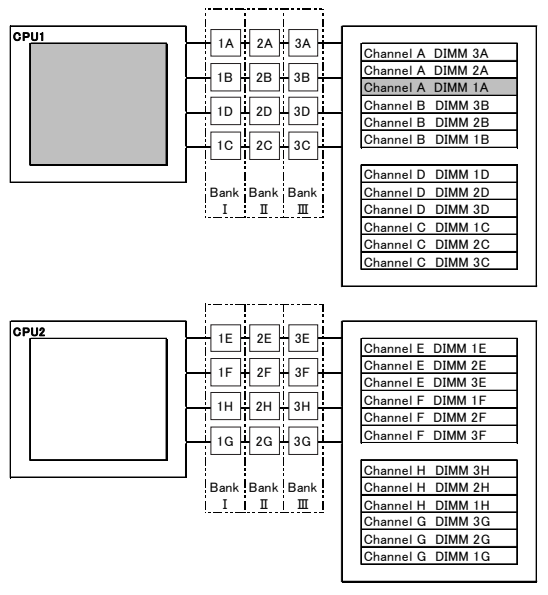 CPU1
1A 2A 3A
1B 2B 3B
1D 2D 3D
1C 2C 3C
Bank Bank Bank
Ⅰ Ⅱ Ⅲ
Channel A DIMM 3A
Channel A DIMM 2A
Channel A DIMM 1A
Channel B DIMM 3B
Channel B DIMM 2B
Channel B DIMM 1B
Channel D DIMM 1D
Channel D DIMM 2D
Channel D DIMM 3D
Channel C DIMM 1C
Channel C DIMM 2C
Channel C DIMM 3C
CPU2
1E 2E 3E
1F 2F 3F
1H 2H 3H
1G 2G 3G
Bank Bank Bank
Ⅰ Ⅱ Ⅲ
Channel E DIMM 1E
Channel E DIMM 2E
Channel E DIMM 3E
Channel F DIMM 1F
Channel F DIMM 2F
Channel F DIMM 3F
Channel H DIMM 3H
Channel H DIMM 2H
Channel H DIMM 1H
Channel G DIMM 3G
Channel G DIMM 2G
Channel G DIMM 1G